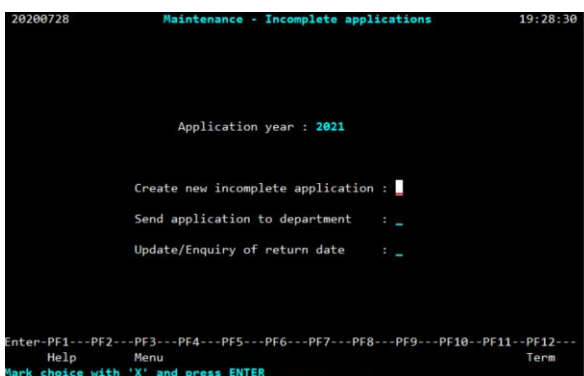 20200728 Maintenance - Incomplete applications 19:28:30
Application year : 2021
Create new incomplete application : _
Send application to department : _
Update/Enquiry of return date : _
Enter-PF1---PF2---PF3---PF4---PF5---PF6---PF7---PF8---PF9---PF10--PF11--PF12---
Help Menu Term
Mark choice with 'X' and press ENTER